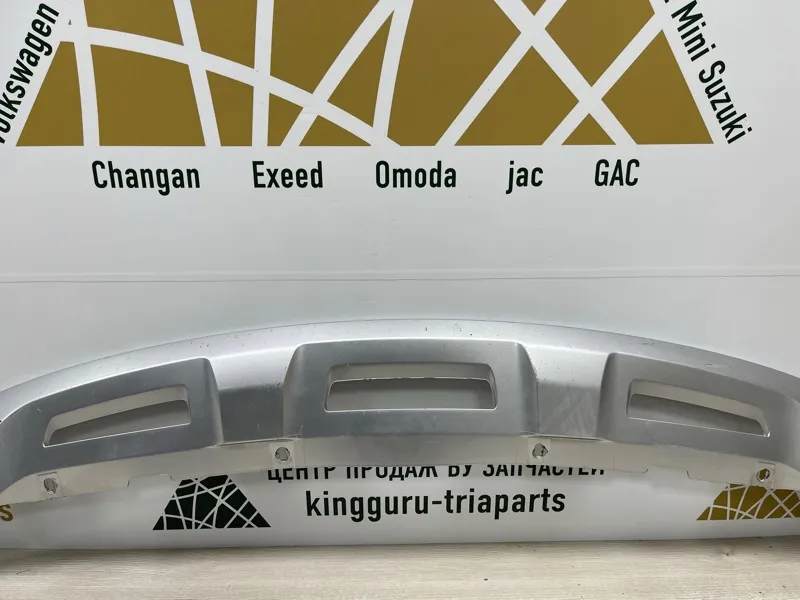 Volkswagen
Mini Suzuki
Changan Exeed Omoda jac GAC
ЦЕНТР ПРОДАЖ БУ ЗАПЧАСТЕЙ
kingguru-triaparts